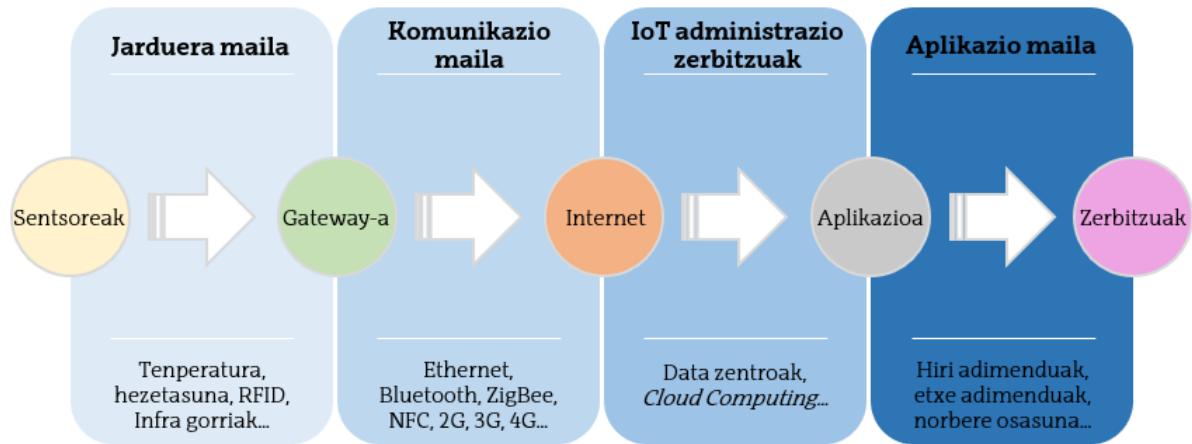 Jarduera maila
Komunikazio
maila
IoT administrazio
zerbitzuak
Aplikazio maila
Sentsoreak
Gateway-a
Internet
Aplikazioa
Zerbitzuak
Tenperatura,
hezetasuna, RFID,
Infra gorriak...
Ethernet,
Bluetooth, ZigBee,
NFC, 2G, 3G, 4G...
Data zentroak,
Cloud Computing...
Hiri adimenduak,
etxe adimenduak,
norbere osasuna...